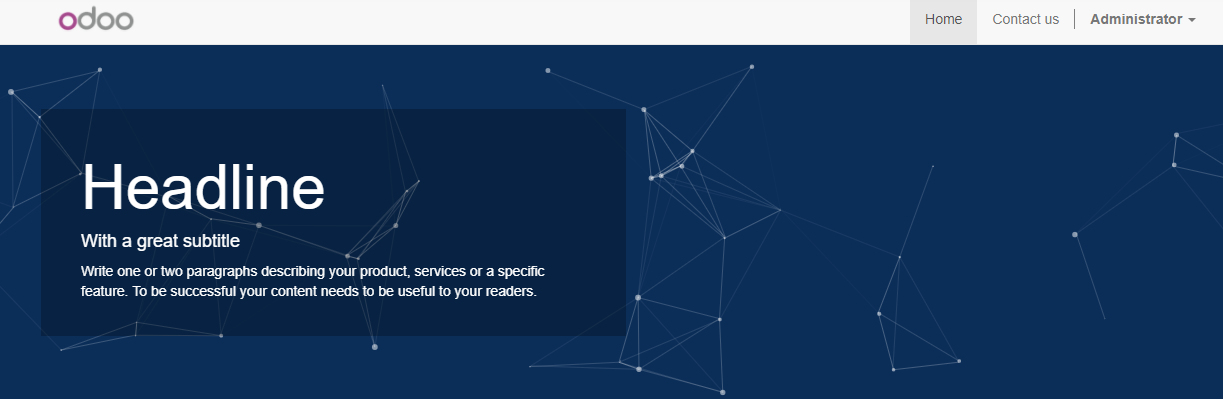 odoo
Home Contact us Administrator
Headline
With a great subtitle
Write one or two paragraphs describing your product, services or a specific
feature. To be successful your content needs to be useful to your readers.